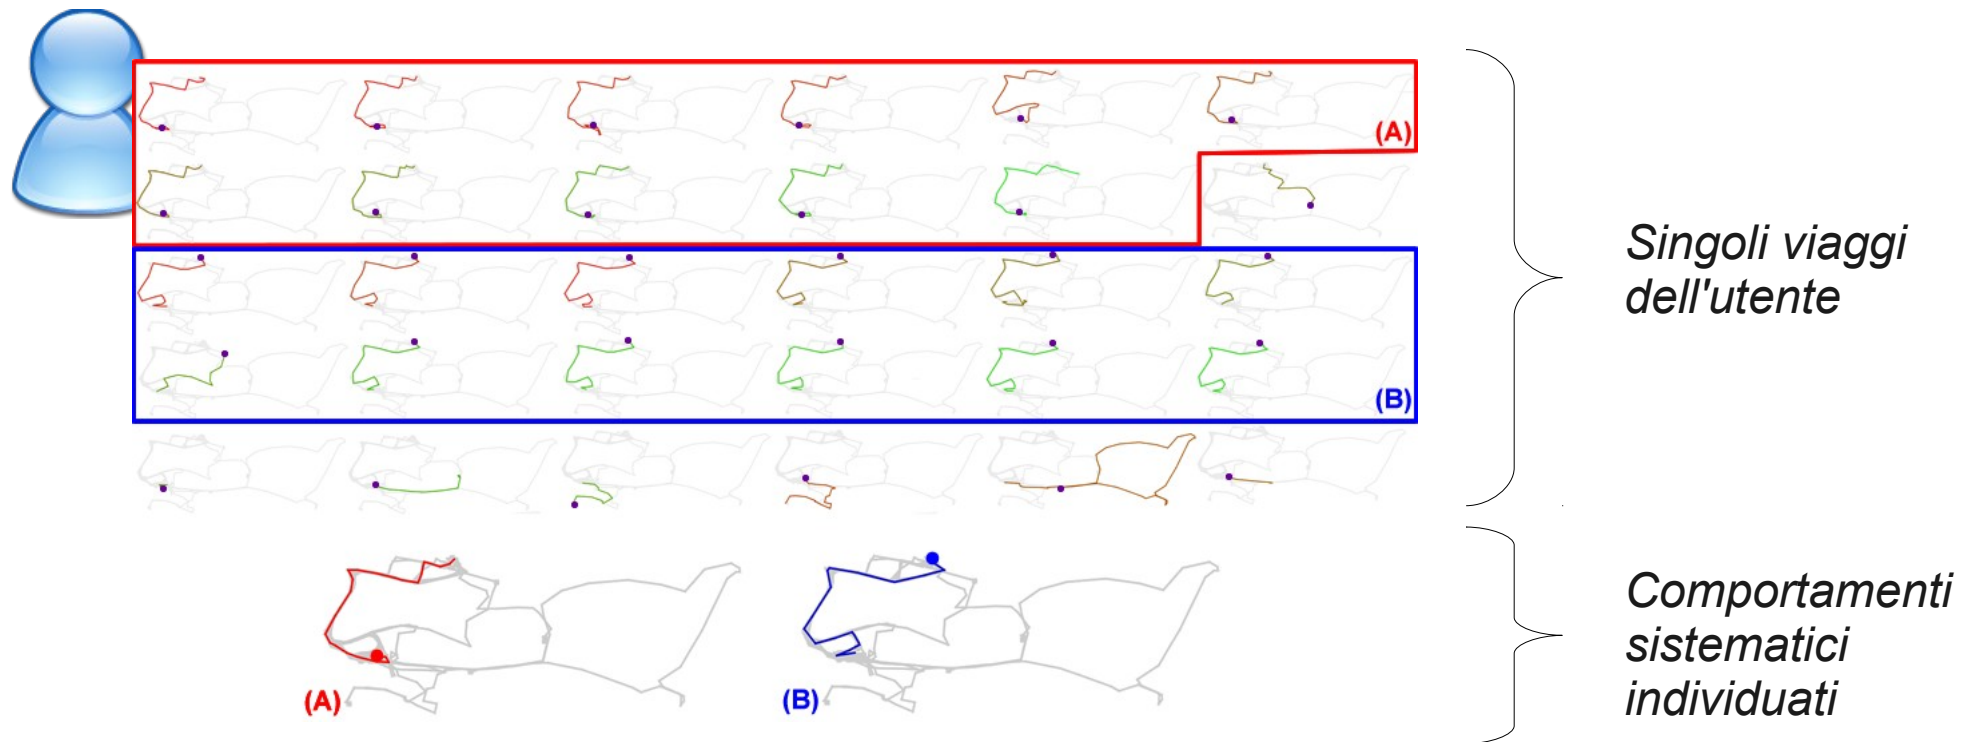 (A)
Singoli viaggi
dell'utente
(B)
Comportamenti
sistematici
individuati
(A)
(B)